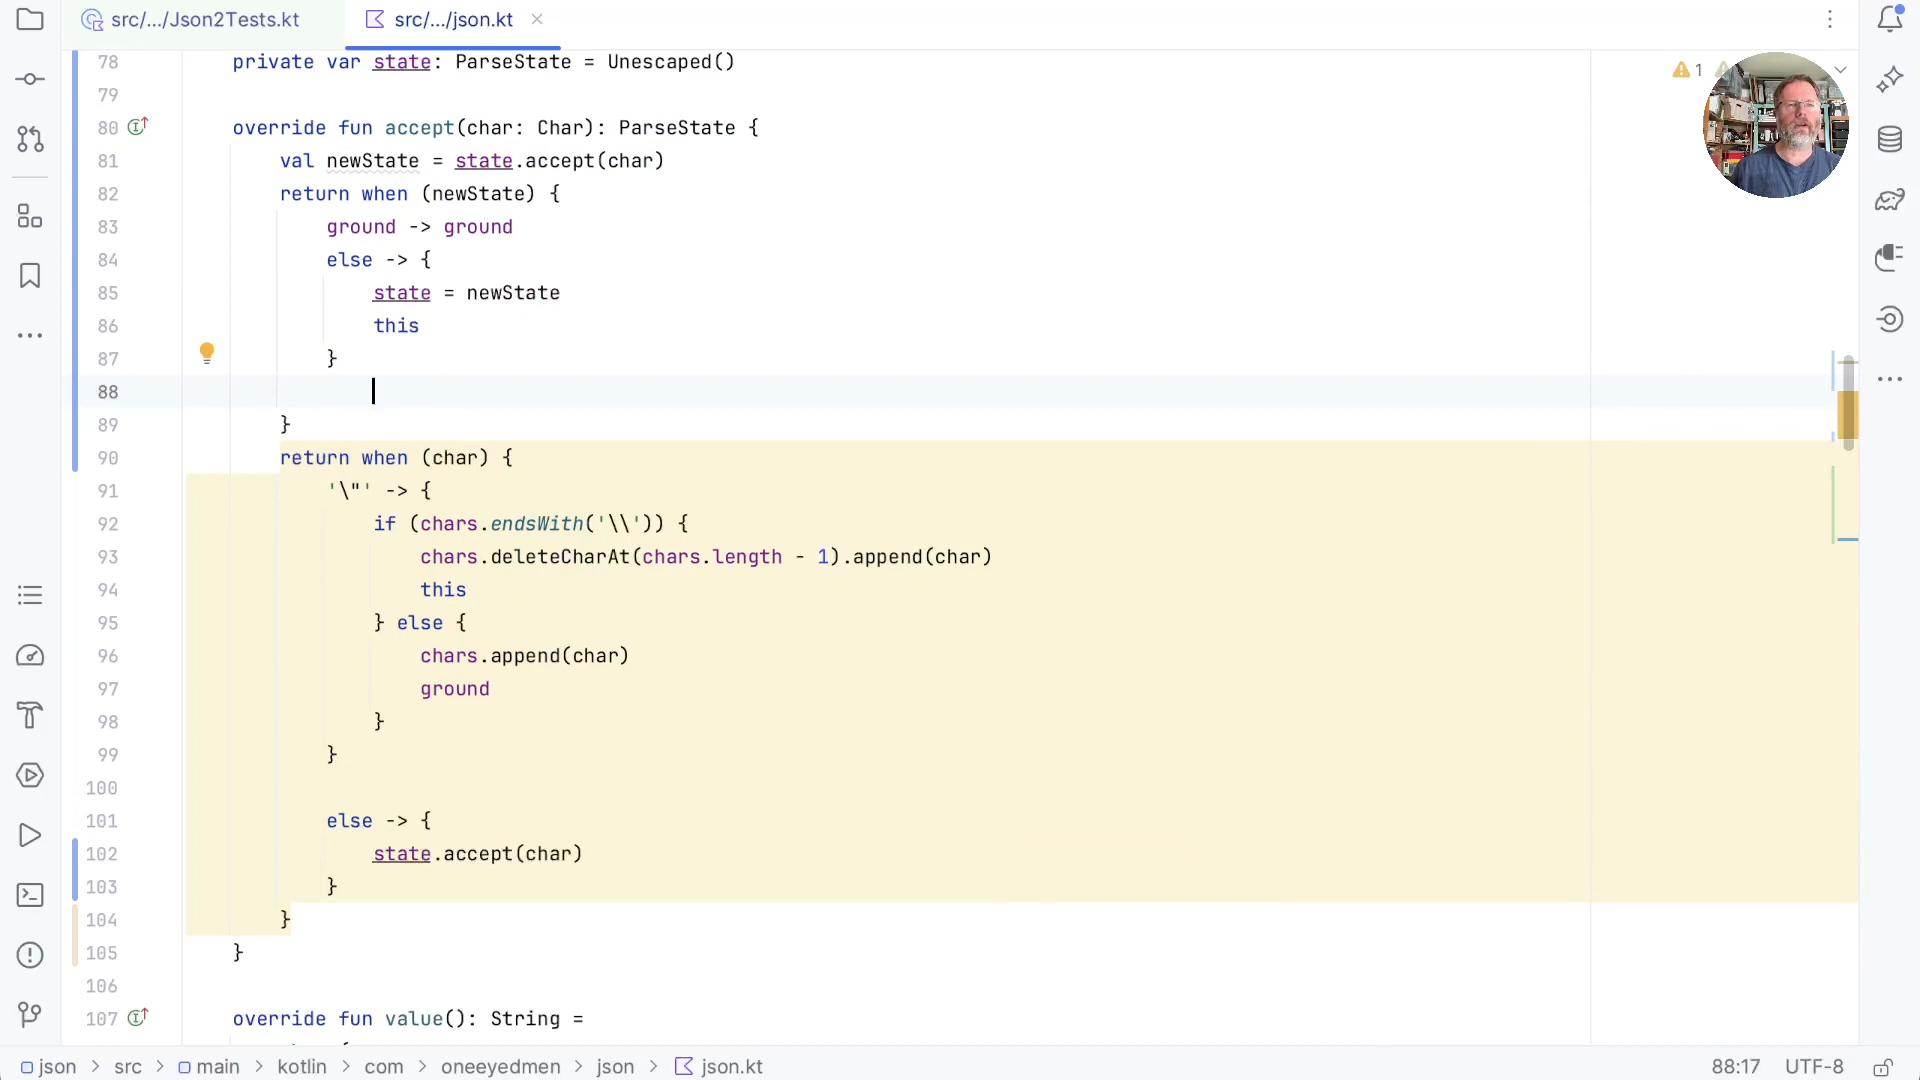 src/.../Json2Tests.kt
src/.../json.kt
78 private var state: ParseState = Unescaped()
79
80 override fun accept(char: Char): ParseState {
81 val newState = state.accept(char)
82 return when (newState) {
83 ground -> ground
84 else -> {
85 state = newState
86 this
87 }
88
89 }
90 return when (char) {
91 '\"' -> {
92 if (chars.endsWith('\\')) {
93 chars.deleteCharAt(chars.length - 1).append(char)
94 this
95 } else {
96 chars.append(char)
97 ground
98 }
99 }
100
101 else -> {
102 state.accept(char)
103 }
104 }
105 }
106
107 override fun value(): String =
1
json > src > main > kotlin > com > oneeyedmen > json > json.kt
88:17 UTF-8